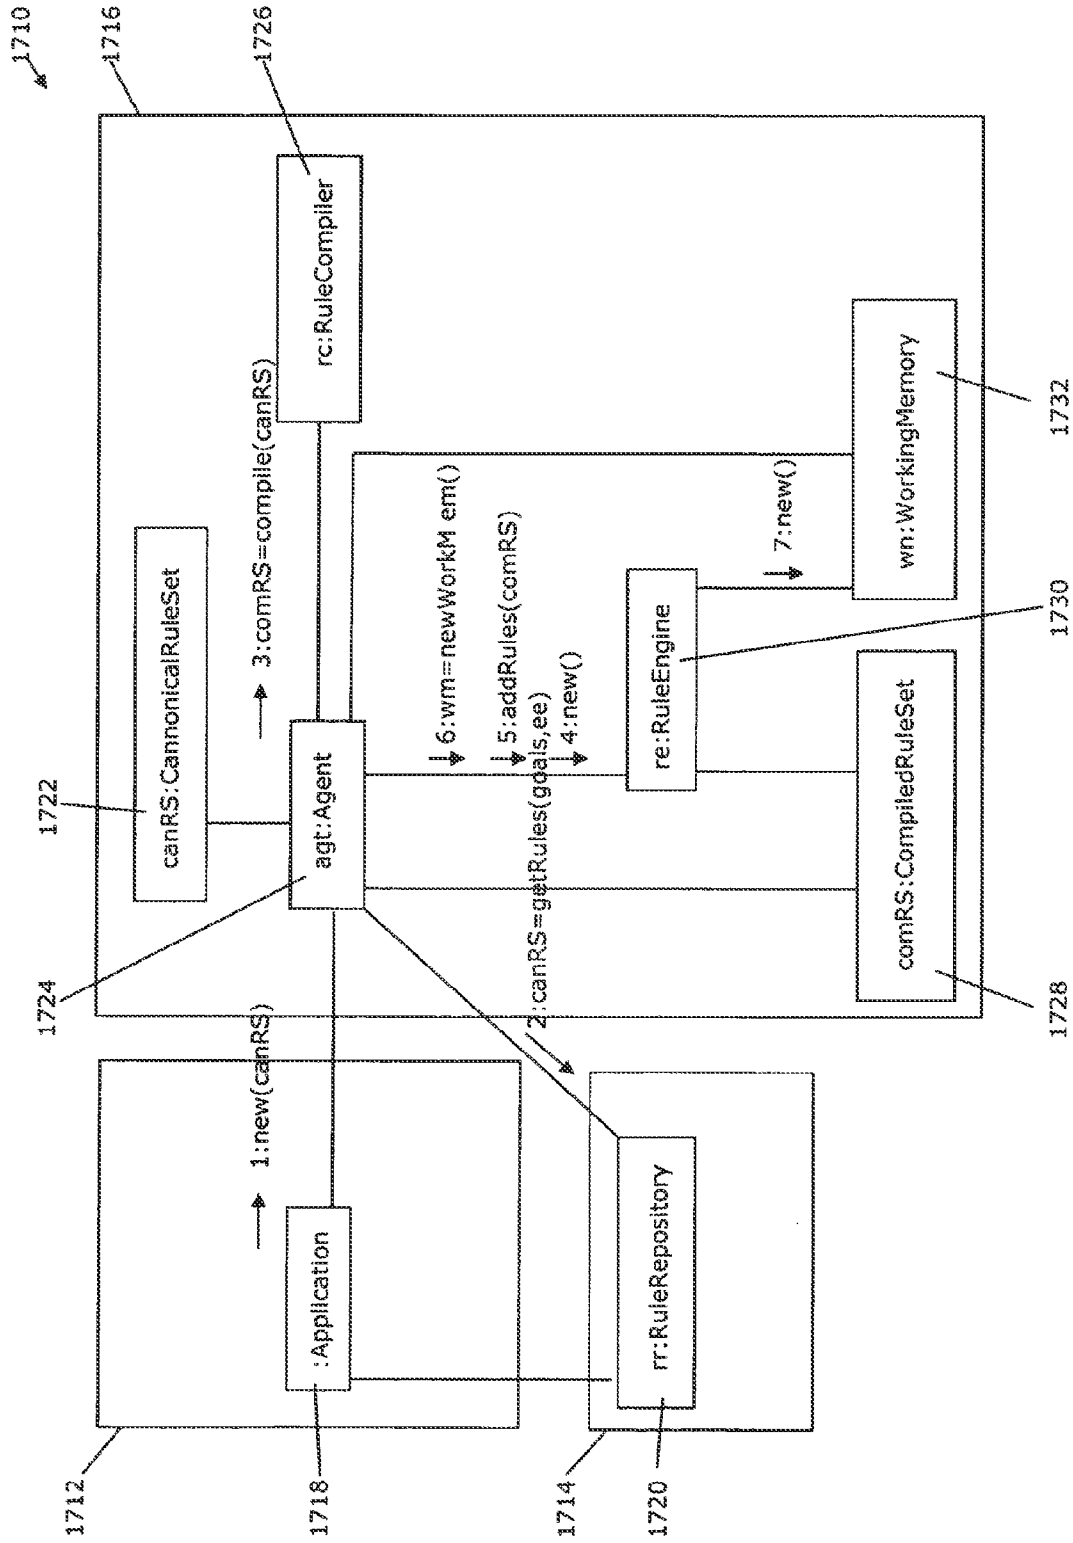 1710
1716
1726
1722
canRS:CannonicalRuleSet
3:comRS=compile(canRS)
rc:RuleCompiler
1724
agt:Agent
1:new(canRS)
:Application
1712
1718
6:wm=newWorkM em()
5:addRules(comRS)
2:canRS=getRules(goals,ee)
4:new()
re:RuleEngine
7:new()
rr:RuleRepository
1714
1720
comRS:CompiledRuleSet
wn:WorkingMemory
1728
1730
1732